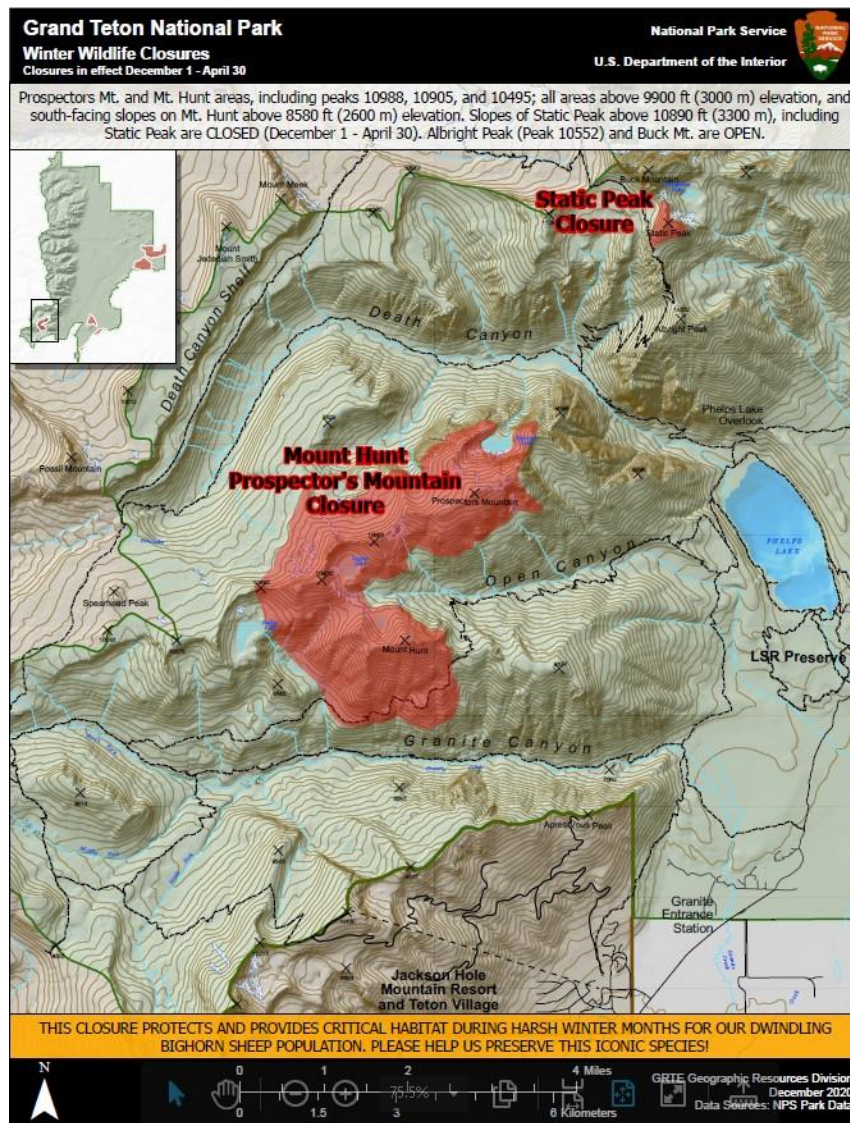 Grand Teton National Park
Winter Wildlife Closures
Closures in effect December 1 - April 30
National Park Service
U.S. Department of the Interior
Prospectors Mt. and Mt. Hunt areas, including peaks 10988, 10905, and 10495; all areas above 9900 ft (3000 m) elevation, and
south-facing slopes on Mt. Hunt above 8580 ft (2600 m) elevation. Slopes of Static Peak above 10890 ft (3300 m), including
Static Peak are CLOSED (December 1 - April 30). Albright Peak (Peak 10552) and Buck Mt. are OPEN.
Buck Mountain
Mount Meek
Static Peak
Closure
Static Peak
Mount
Jedediah Smith
Death Canyon Shelf
Death Canyon
Albright Peak
Phelps Lake
Overlook
Fossil Mountain
Mount Hunt
Prospector's Mountain
Closure
Prospectors Mountain
PHELPS
LAKE
Open Canyon
Spearhead Peak
Mount Hunt
LSR Preserve
Granite Canyon
Apres Vous Peak
Granite
Entrance
Station
Jackson Hole
Mountain Resort
and Teton Village
THIS CLOSURE PROTECTS AND PROVIDES CRITICAL HABITAT DURING HARSH WINTER MONTHS FOR OUR DWINDLING
BIGHORN SHEEP POPULATION. PLEASE HELP US PRESERVE THIS ICONIC SPECIES!
N
0 1 2 4 Miles
75.5%
0 1.5 3 6 Kilometers
GRTE Geographic Resources Division
December 2020
Data Sources: NPS Park Data